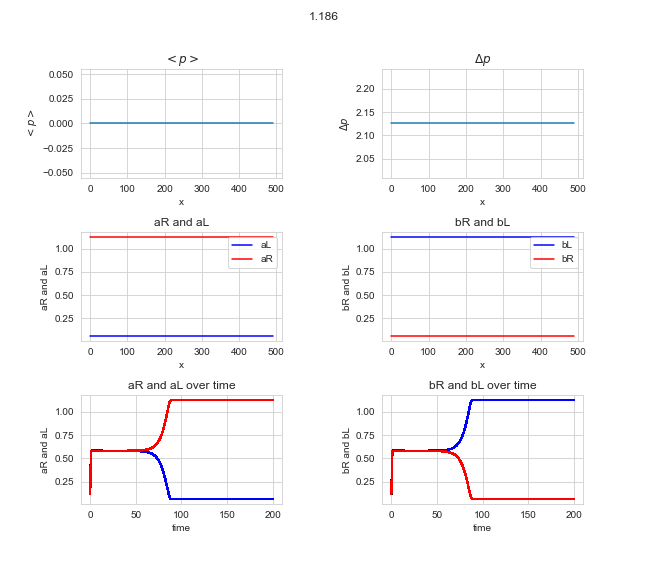 1.186
< p >
Δp
0.050
0.025
0.000
−0.025
−0.050
< p >
0 100 200 300 400 500
x
2.20
2.15
2.10
2.05
Δp
0 100 200 300 400 500
x
aR and aL
bR and bL
1.00
0.75
0.50
0.25
aR and aL
aL
aR
0 100 200 300 400 500
x
1.00
0.75
0.50
0.25
bR and bL
bL
bR
0 100 200 300 400 500
x
aR and aL over time
bR and bL over time
1.00
0.75
0.50
0.25
aR and aL
0 50 100 150 200
time
1.00
0.75
0.50
0.25
bR and bL
0 50 100 150 200
time